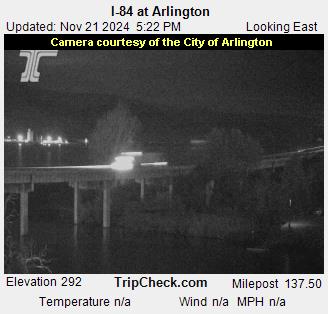 I-84 at Arlington
Updated: Nov 21 2024 5:22 PM Looking East
Camera courtesy of the City of Arlington
Elevation 292 TripCheck.com Milepost 137.50
Temperature n/a Wind n/a MPH n/a